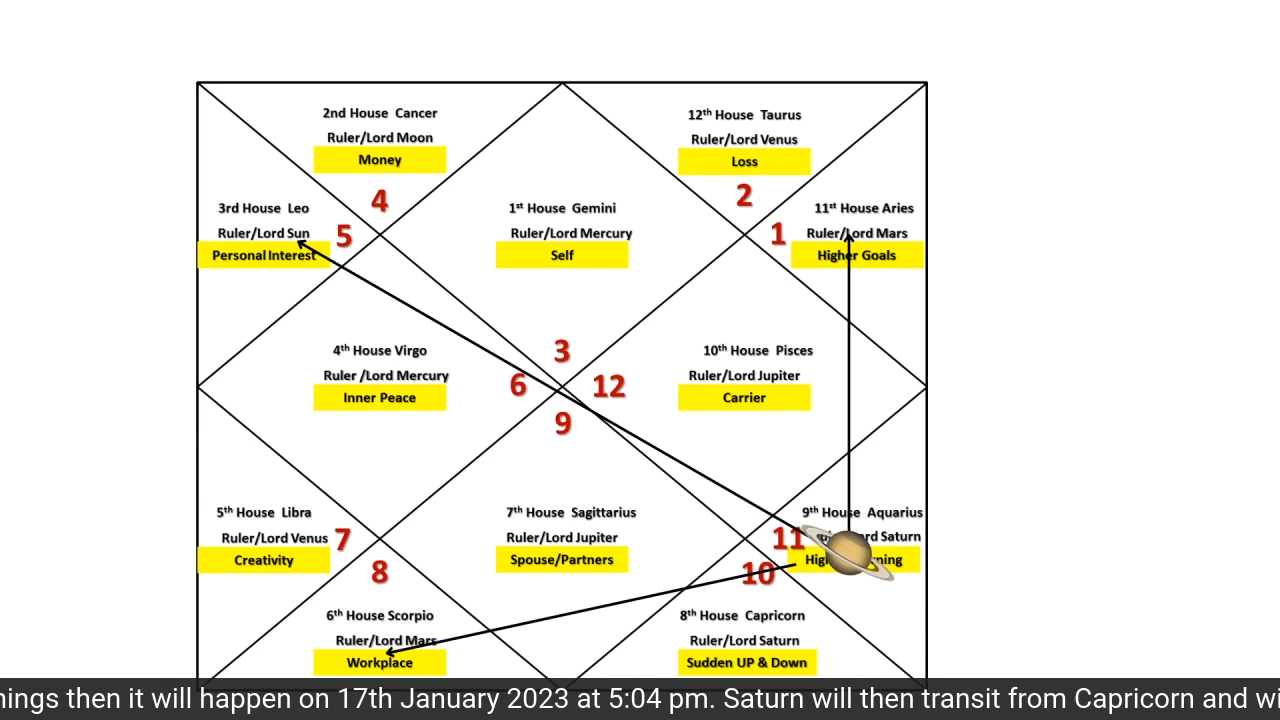 2nd House Cancer
Ruler/Lord Moon
Money
4
12th House Taurus
Ruler/Lord Venus
Loss
2
3rd House Leo
Ruler/Lord Sun
Personal Interest
5
1st House Gemini
Ruler/Lord Mercury
Self
3
1
11st House Aries
Ruler/Lord Mars
Higher Goals
4th House Virgo
Ruler /Lord Mercury
Inner Peace
6
10th House Pisces
Ruler/Lord Jupiter
Carrier
12
9
5th House Libra
Ruler/Lord Venus
Creativity
7
7th House Sagittarius
Ruler/Lord Jupiter
Spouse/Partners
9th House Aquarius
Saturn
11
10
8
6th House Scorpio
Ruler/Lord Mars
Workplace
8th House Capricorn
Ruler/Lord Saturn
Sudden UP & Down
then it will happen on 17th January 2023 at 5:04 pm. Saturn will then transit from Capricorn and